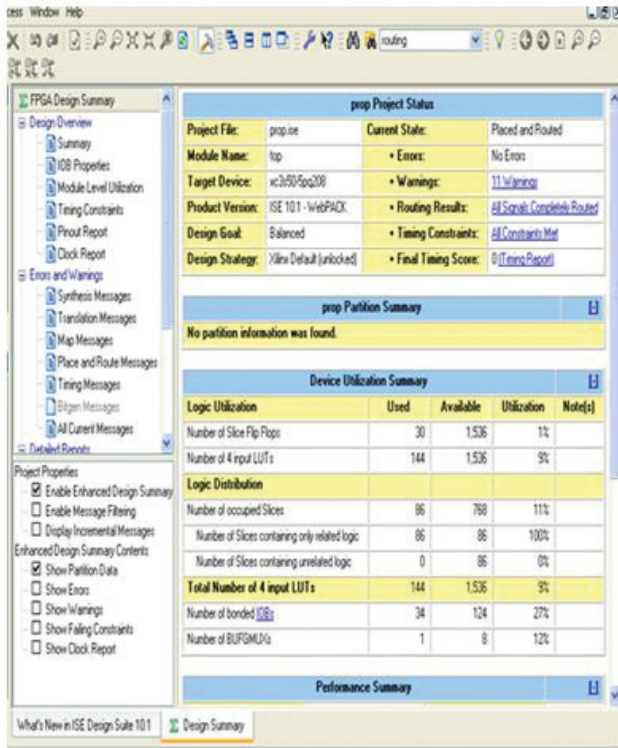 cess Window Help
routing
FPGA Design Summary
Design Overview
Summary
IOB Properties
Module Level Utilization
Timing Constraints
Pinout Report
Clock Report
Errors and Warnings
Synthesis Messages
Translation Messages
Map Messages
Place and Route Messages
Timing Messages
Bitgen Messages
All Current Messages
Detailed Reports
Project Properties
Enable Enhanced Design Summary
Enable Message Filtering
Display Incremental Messages
Enhanced Design Summary Contents
Show Partition Data
Show Errors
Show Warnings
Show Failing Constraints
Show Clock Report
prop Project Status
Project File: prop.ise Current State: Placed and Routed
Module Name: top • Errors: No Errors
Target Device: xc3s50-5pq208 • Warnings: 11 Warnings
Product Version: ISE 10.1 - WebPACK • Routing Results: All Signals Completely Routed
Design Goal: Balanced • Timing Constraints: All Constraints Met
Design Strategy: Xilinx Default (unlocked) • Final Timing Score: 0 (Timing Report)
prop Partition Summary [-]
No partition information was found.
Device Utilization Summary [-]
Logic Utilization Used Available Utilization Note(s)
Number of Slice Flip Flops 30 1,536 1%
Number of 4 input LUTs 144 1,536 9%
Logic Distribution
Number of occupied Slices 86 768 11%
Number of Slices containing only related logic 86 86 100%
Number of Slices containing unrelated logic 0 86 0%
Total Number of 4 input LUTs 144 1,536 9%
Number of bonded IOBs 34 124 27%
Number of BUFGMUXs 1 8 12%
Performance Summary [-]
What's New in ISE Design Suite 10.1 Design Summary